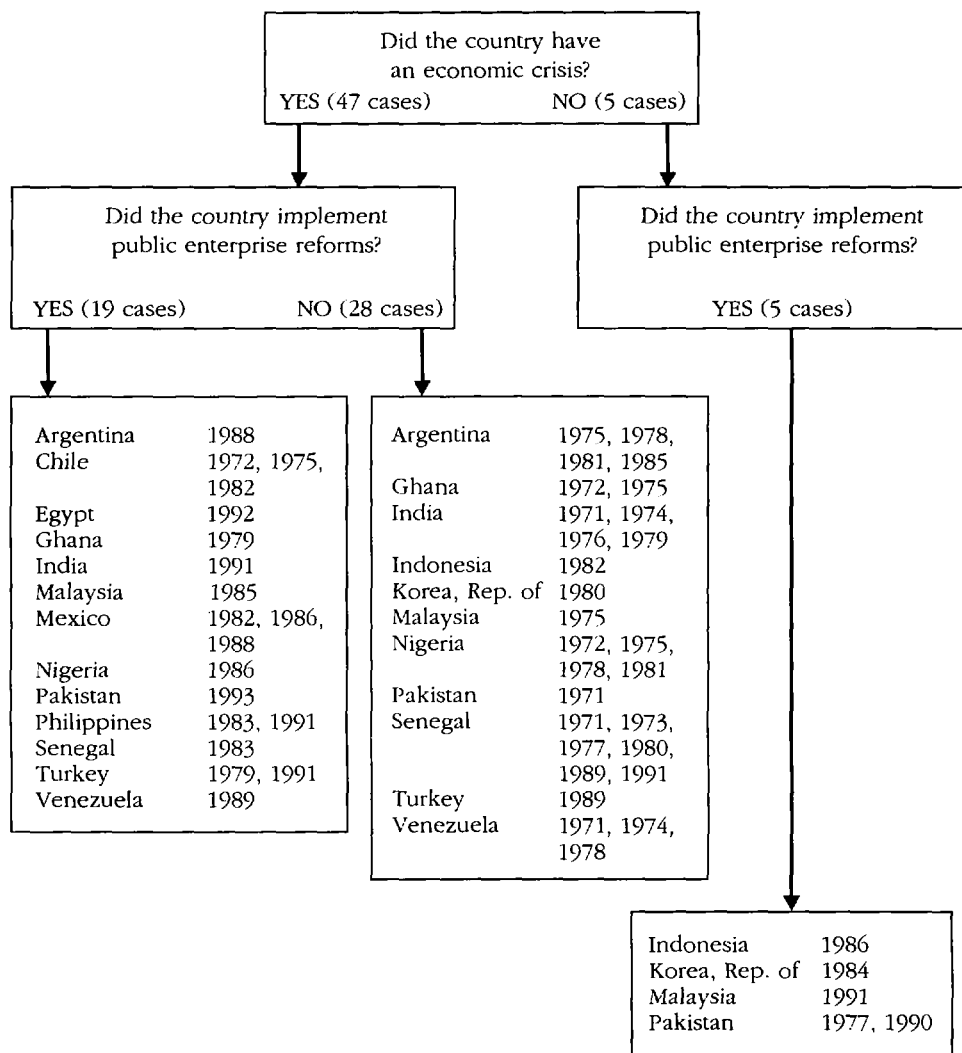 Did the country have
an economic crisis?
YES (47 cases) NO (5 cases)
Did the country implement
public enterprise reforms?
YES (19 cases) NO (28 cases)
Did the country implement
public enterprise reforms?
YES (5 cases)
Argentina 1988
Chile 1972, 1975,
1982
Egypt 1992
Ghana 1979
India 1991
Malaysia 1985
Mexico 1982, 1986,
1988
Nigeria 1986
Pakistan 1993
Philippines 1983, 1991
Senegal 1983
Turkey 1979, 1991
Venezuela 1989
Argentina 1975, 1978,
1981, 1985
Ghana 1972, 1975
India 1971, 1974,
1976, 1979
Indonesia 1982
Korea, Rep. of 1980
Malaysia 1975
Nigeria 1972, 1975,
1978, 1981
Pakistan 1971
Senegal 1971, 1973,
1977, 1980,
1989, 1991
Turkey 1989
Venezuela 1971, 1974,
1978
Indonesia 1986
Korea, Rep. of 1984
Malaysia 1991
Pakistan 1977, 1990